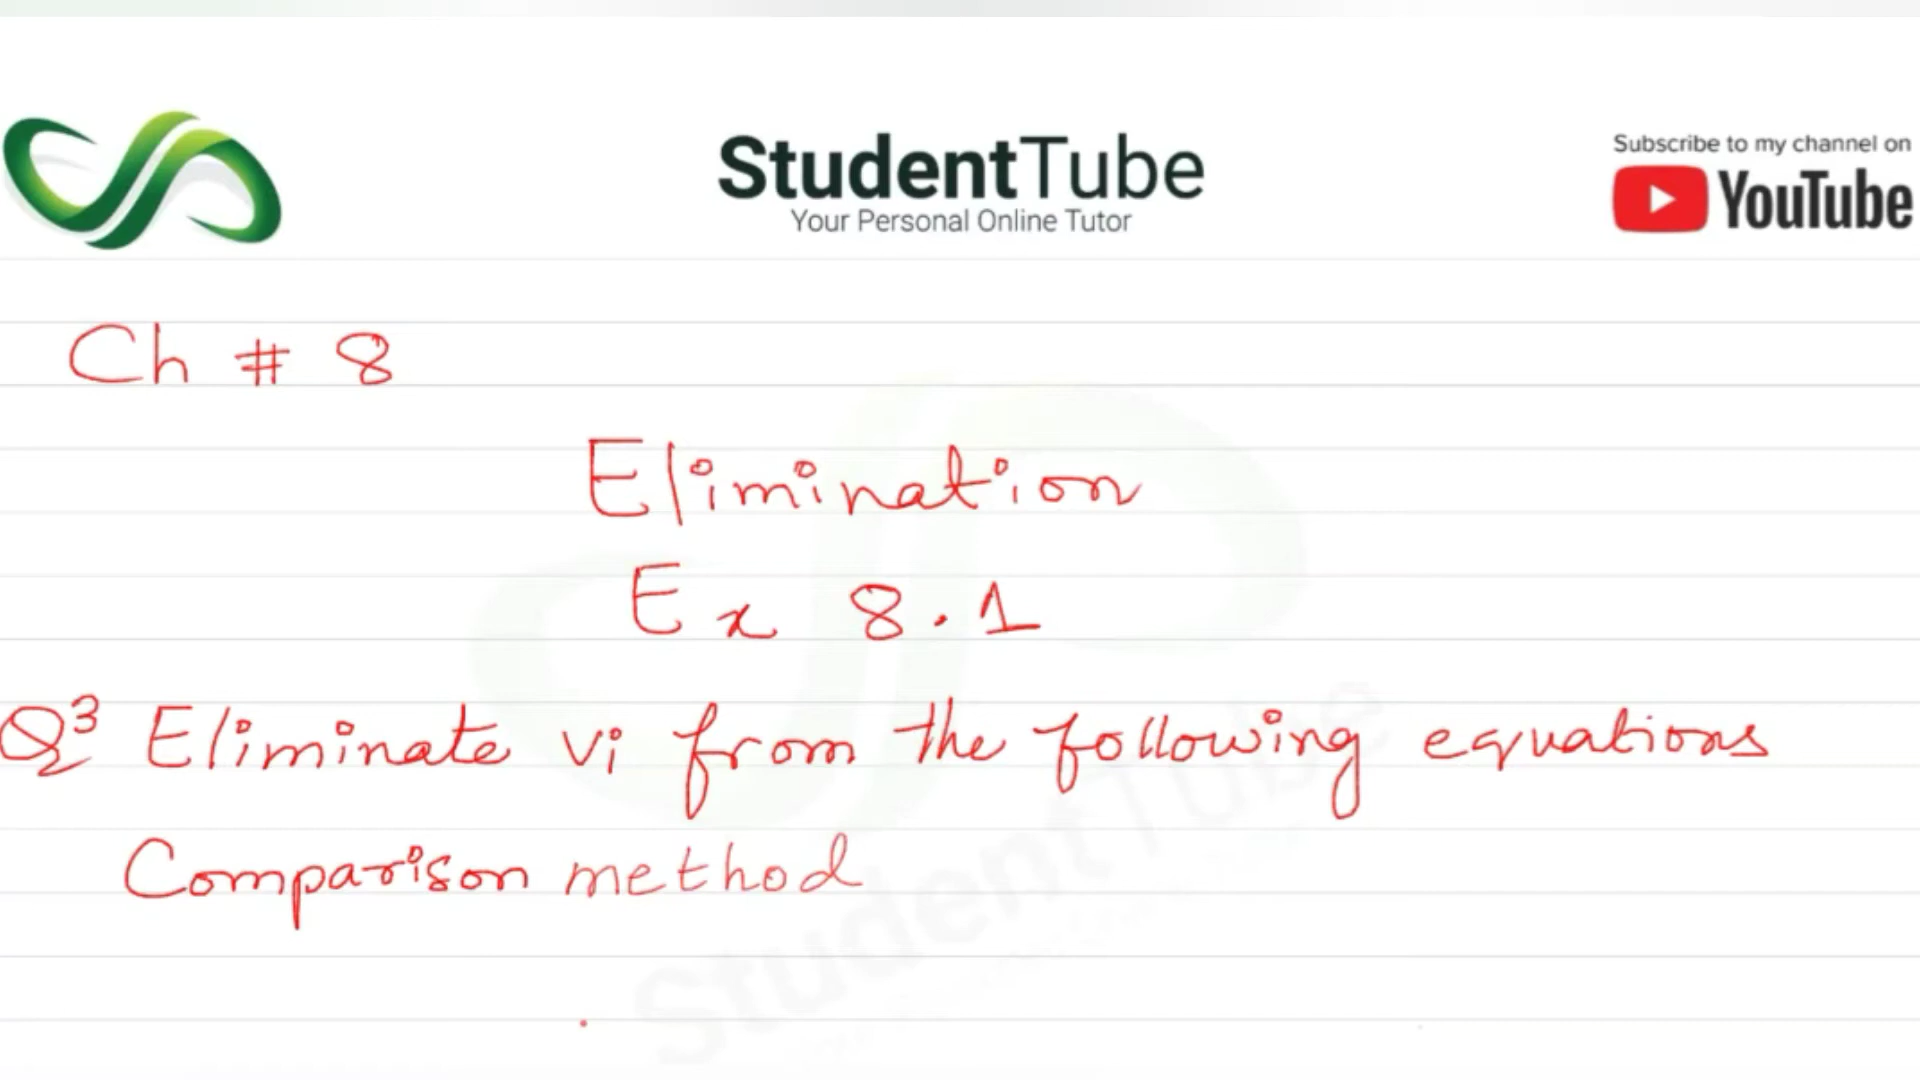 StudentTube
Your Personal Online Tutor
Subscribe to my channel on
YouTube
Ch # 8
Elimination
Ex 8.1
Q3 Eliminate vi from the following equations
Comparison method
StudentTube